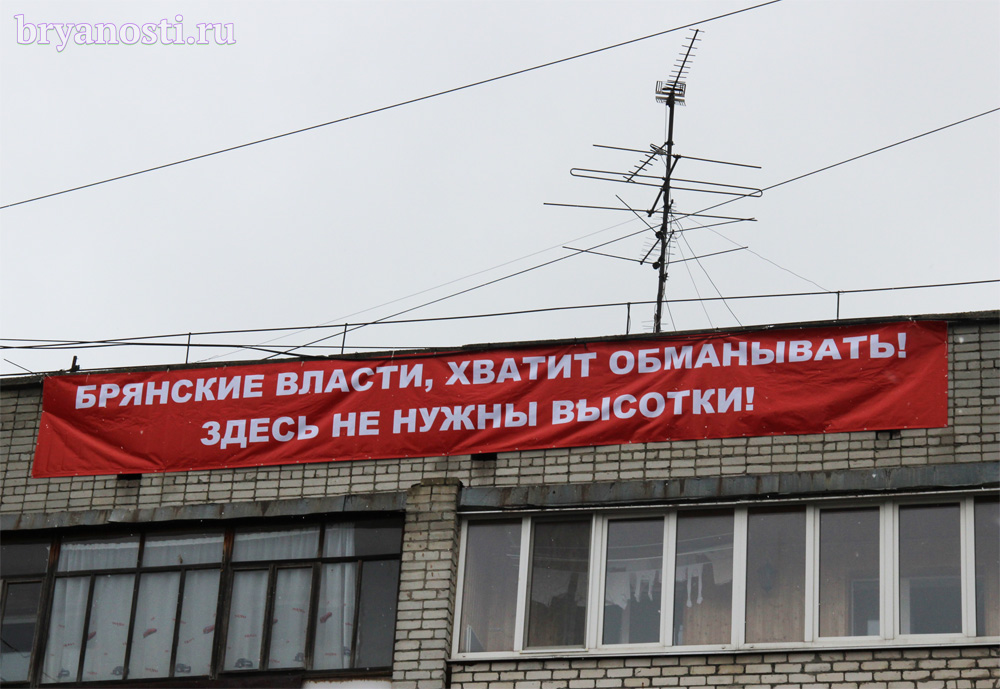 bryanosti.ru
БРЯНСКИЕ ВЛАСТИ, ХВАТИТ ОБМАНЫВАТЬ!
ЗДЕСЬ НЕ НУЖНЫ ВЫСОТКИ!